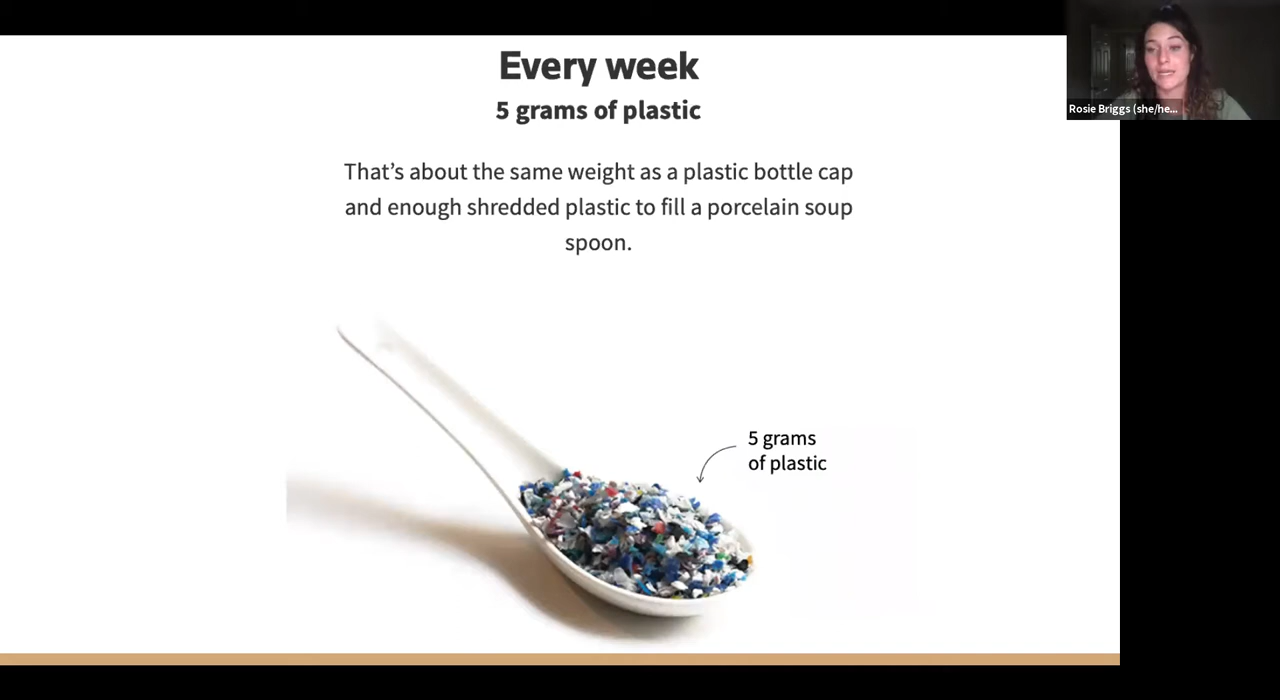 Every week
5 grams of plastic
That's about the same weight as a plastic bottle cap
and enough shredded plastic to fill a porcelain soup
spoon.
5 grams
of plastic
Rosie Briggs (she/he...